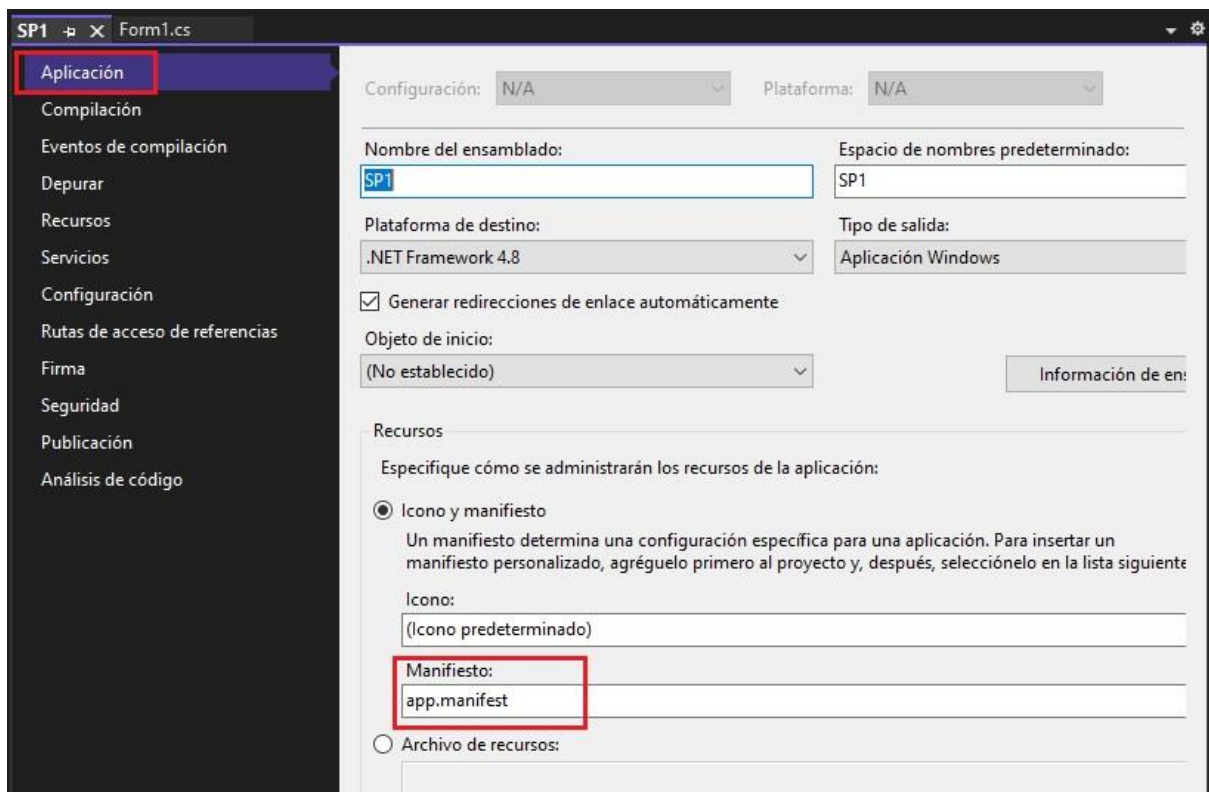 SP1 Form1.cs
Aplicación
Compilación
Eventos de compilación
Depurar
Recursos
Servicios
Configuración
Rutas de acceso de referencias
Firma
Seguridad
Publicación
Análisis de código
Configuración: N/A Plataforma: N/A
Nombre del ensamblado: Espacio de nombres predeterminado:
SP1 SP1
Plataforma de destino: Tipo de salida:
.NET Framework 4.8 Aplicación Windows
Generar redirecciones de enlace automáticamente
Objeto de inicio:
(No establecido) Información de ens
Recursos
Especifique cómo se administrarán los recursos de la aplicación:
Icono y manifiesto
Un manifiesto determina una configuración específica para una aplicación. Para insertar un
manifiesto personalizado, agréguelo primero al proyecto y, después, selecciónelo en la lista siguiente
Icono:
(Icono predeterminado)
Manifiesto:
app.manifest
Archivo de recursos: